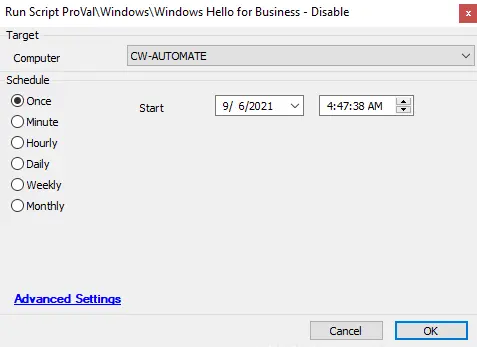 Run Script ProVal\Windows\Windows Hello for Business - Disable
x
Target
Computer
CW-AUTOMATE
Schedule
Once
Start
9/ 6/2021
4:47:38 AM
Minute
Hourly
Daily
Weekly
Monthly
Advanced Settings
Cancel
OK